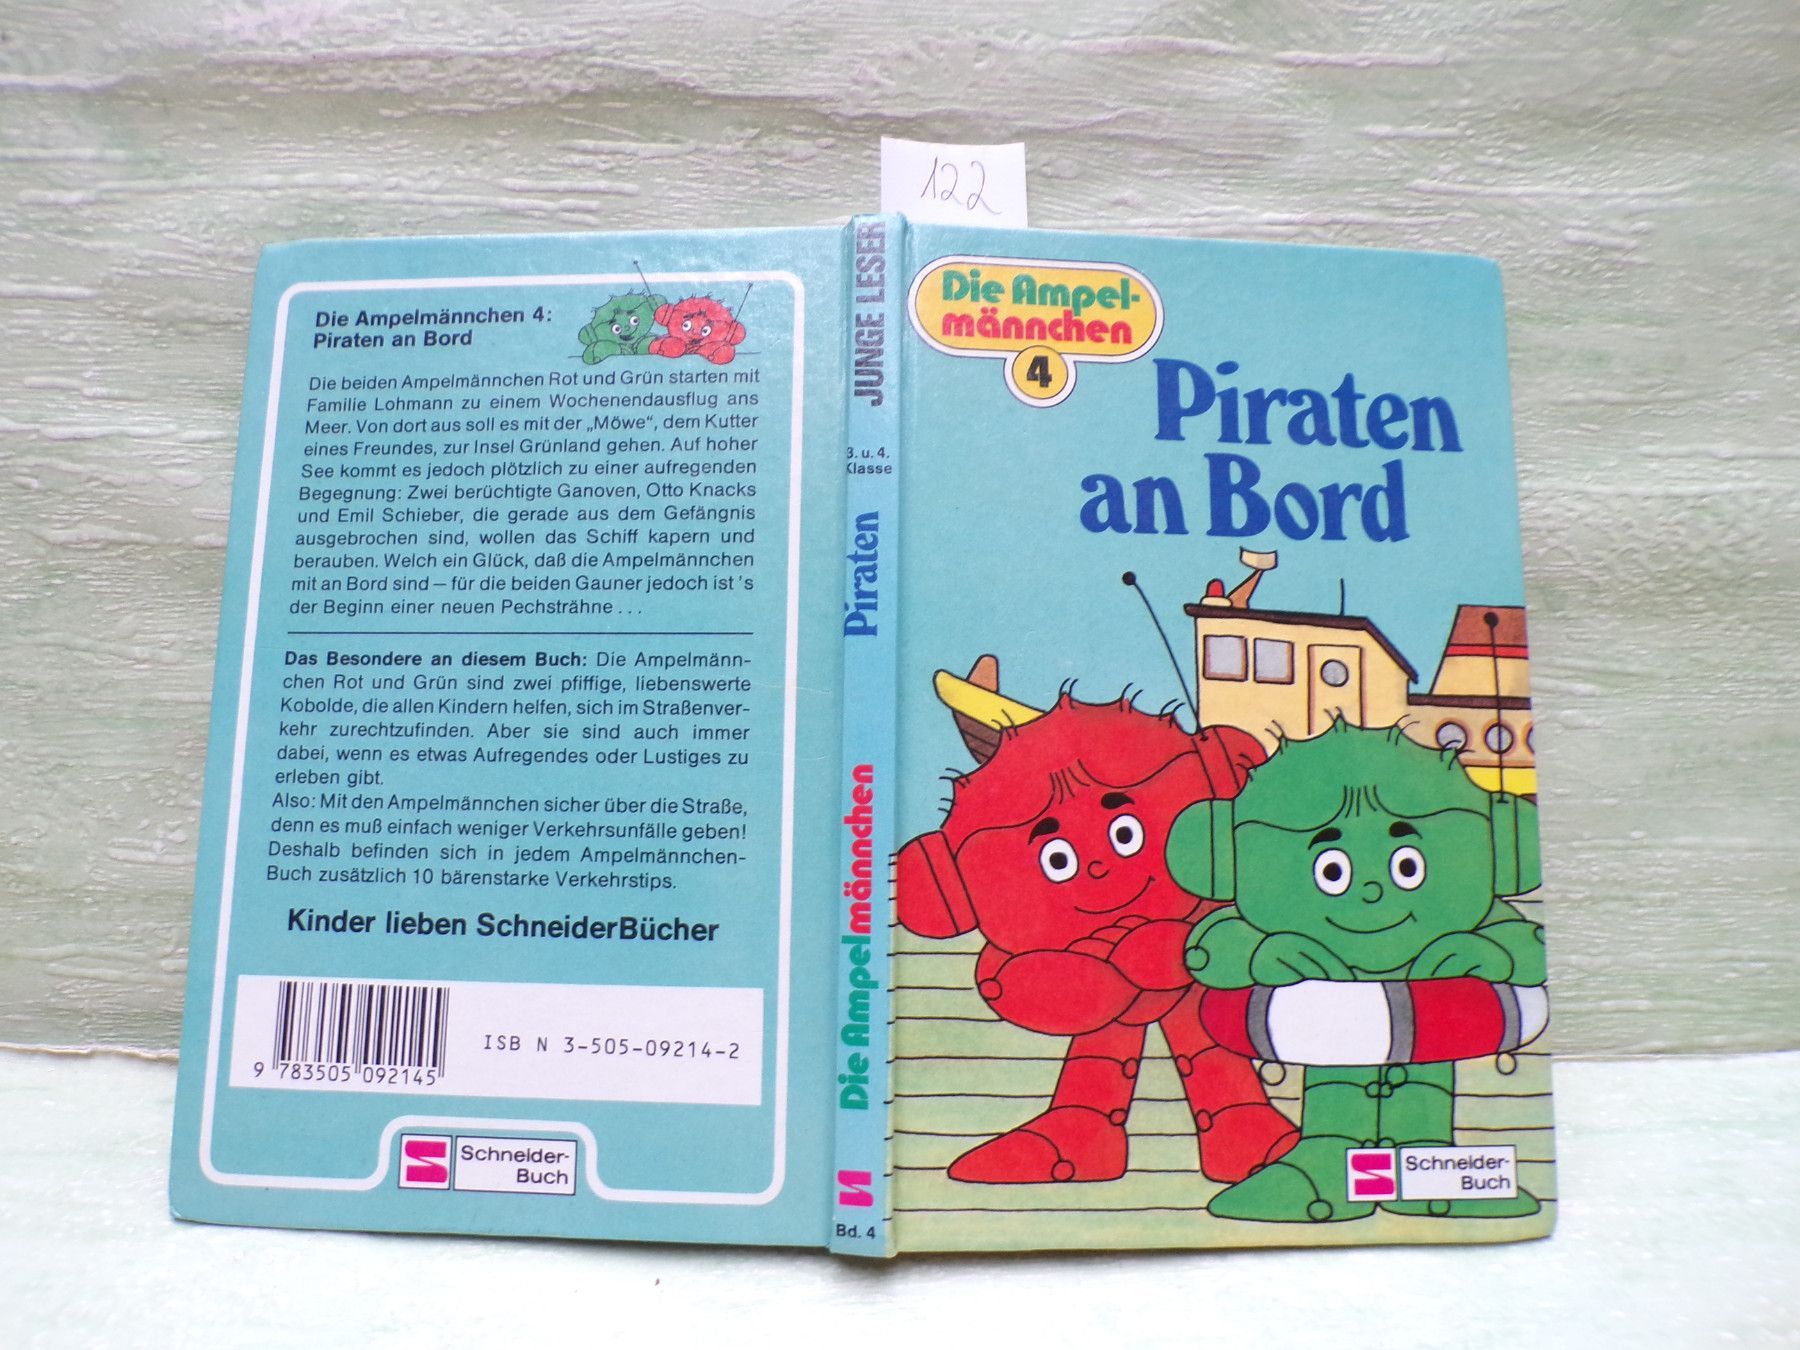 122
Die Ampelmännchen 4:
Piraten an Bord
Die beiden Ampelmännchen Rot und Grün starten mit
Familie Lohmann zu einem Wochenendausflug ans
Meer. Von dort aus soll es mit der „Möwe“, dem Kutter
eines Freundes, zur Insel Grünland gehen. Auf hoher
See kommt es jedoch plötzlich zu einer aufregenden
Begegnung: Zwei berüchtigte Ganoven, Otto Knacks
und Emil Schieber, die gerade aus dem Gefängnis
ausgebrochen sind, wollen das Schiff kapern und
berauben. Welch ein Glück, daß die Ampelmännchen
mit an Bord sind – für die beiden Gauner jedoch ist 's
der Beginn einer neuen Pechsträhne . . .
Das Besondere an diesem Buch: Die Ampelmänn-
chen Rot und Grün sind zwei pfiffige, liebenswerte
Kobolde, die allen Kindern helfen, sich im Straßenver-
kehr zurechtzufinden. Aber sie sind auch immer
dabei, wenn es etwas Aufregendes oder Lustiges zu
erleben gibt.
Also: Mit den Ampelmännchen sicher über die Straße,
denn es muß einfach weniger Verkehrsunfälle geben!
Deshalb befinden sich in jedem Ampelmännchen-
Buch zusätzlich 10 bärenstarke Verkehrstips.
Kinder lieben SchneiderBücher
ISB N 3-505-09214-2
9 783505 092145
Schneider-
Buch
JUNGE LESER
3. u. 4.
Klasse
Piraten
Die Ampelmännchen
Bd. 4
Die Ampel-
männchen
4
Piraten
an Bord
Schneider-
Buch